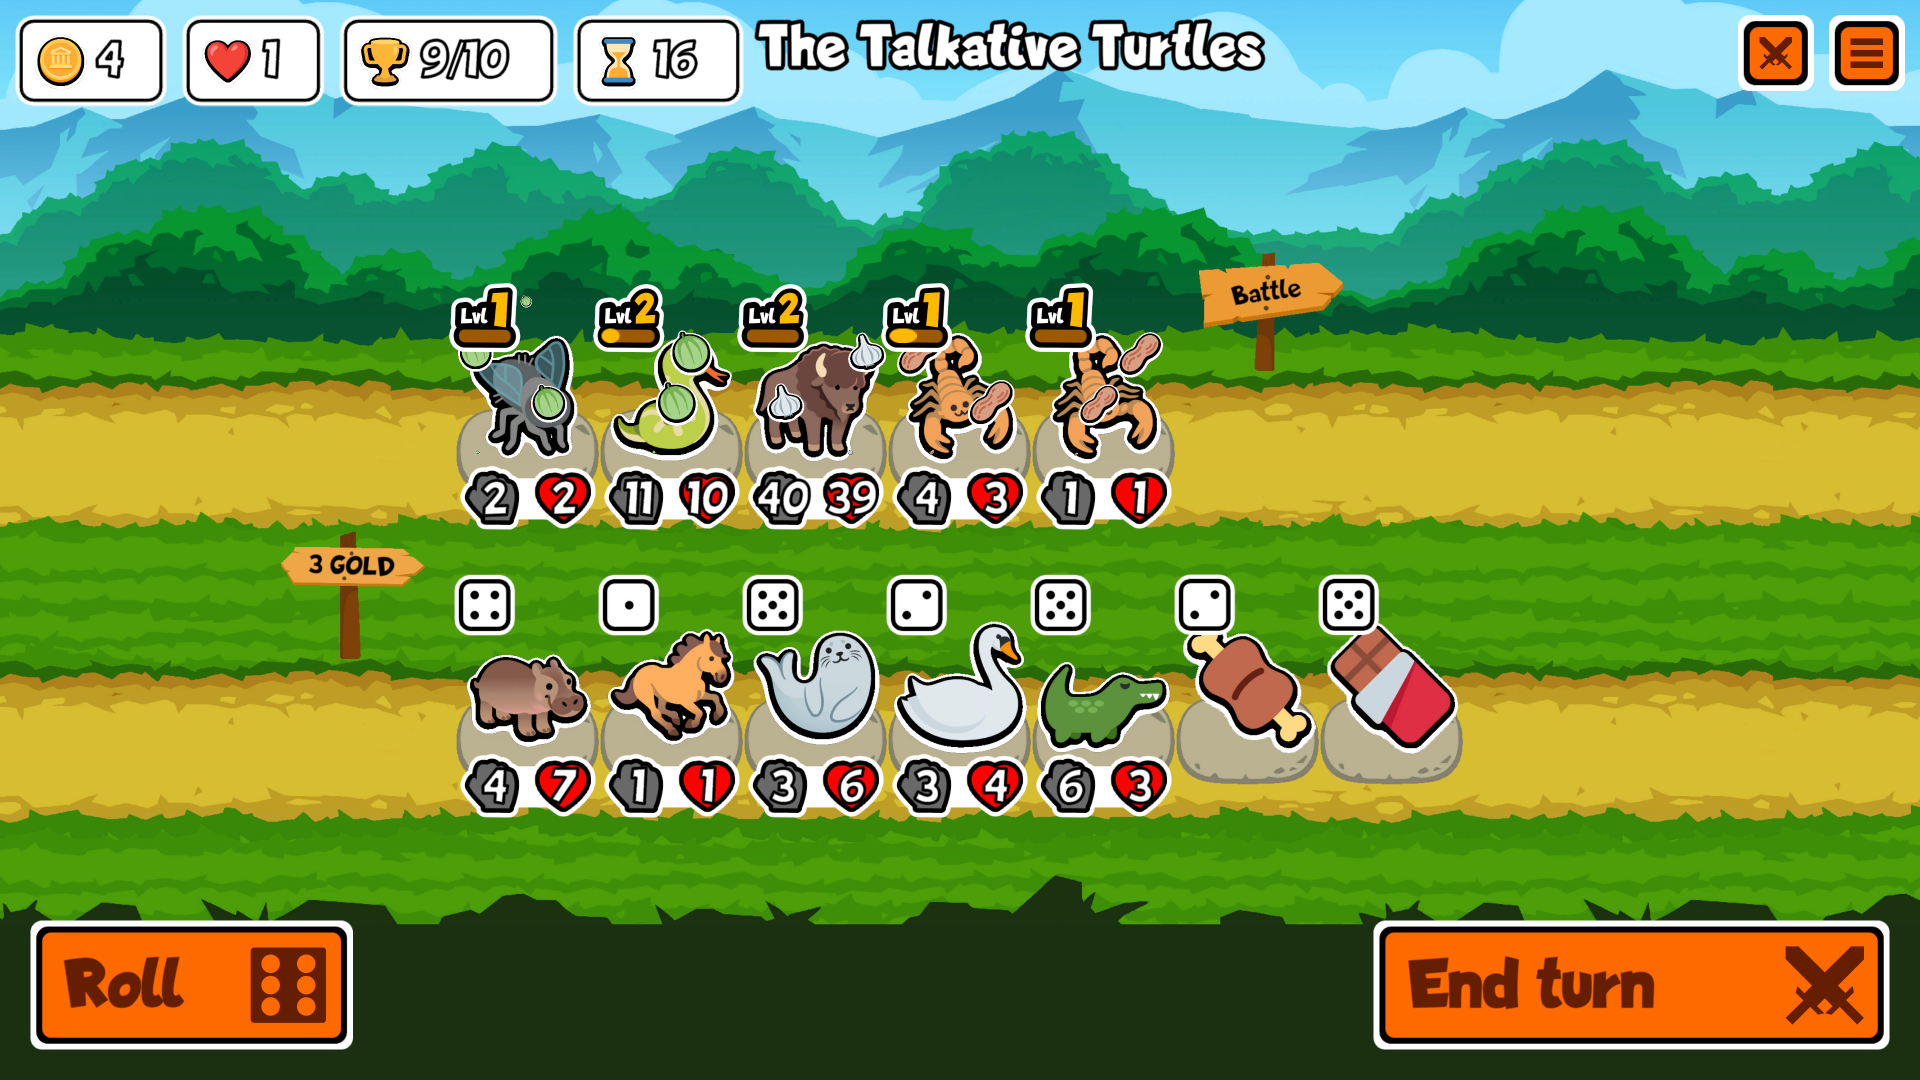 4
1
9/10
16
The Talkative Turtles
Lvl 1
Lvl 2
Lvl 2
Lvl 1
Lvl 1
Battle
2 2
11 10
40 39
4 3
1 1
3 GOLD
4 7
1 1
3 6
3 4
6 3
Roll
End turn